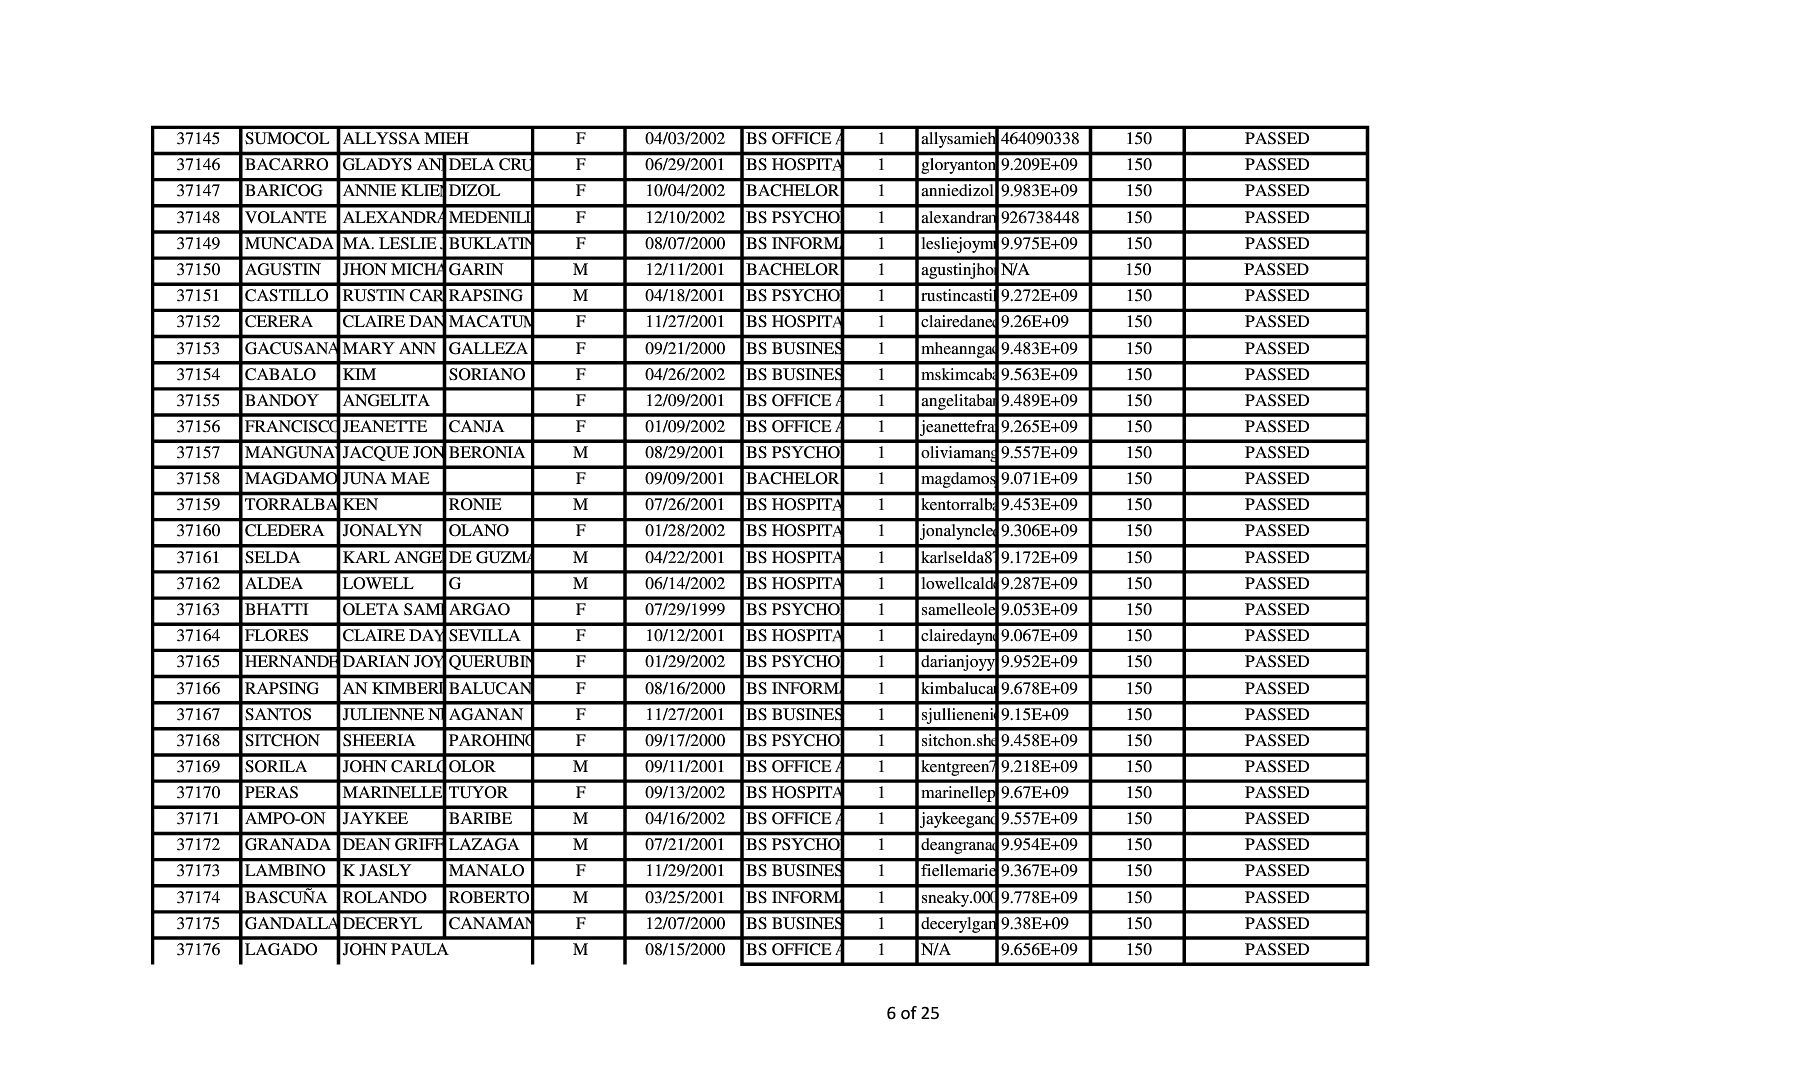 37145 SUMOCOL ALLYSSA MIEH F 04/03/2002 BS OFFICE A 1 allysamieh 464090338 150 PASSED
37146 BACARRO GLADYS AN DELA CRU F 06/29/2001 BS HOSPITA 1 gloryanton 9.209E+09 150 PASSED
37147 BARICOG ANNIE KLIEN DIZOL F 10/04/2002 BACHELOR 1 anniedizol 9.983E+09 150 PASSED
37148 VOLANTE ALEXANDRA MEDENILL F 12/10/2002 BS PSYCHO 1 alexandran 926738448 150 PASSED
37149 MUNCADA MA. LESLIE J BUKLATIN F 08/07/2000 BS INFORMA 1 lesliejoym 9.975E+09 150 PASSED
37150 AGUSTIN JHON MICHA GARIN M 12/11/2001 BACHELOR 1 agustinjho N/A 150 PASSED
37151 CASTILLO RUSTIN CAR RAPSING M 04/18/2001 BS PSYCHO 1 rustincastil 9.272E+09 150 PASSED
37152 CERERA CLAIRE DAN MACATUM F 11/27/2001 BS HOSPITA 1 clairedane 9.26E+09 150 PASSED
37153 GACUSANA MARY ANN GALLEZA F 09/21/2000 BS BUSINES 1 mheannga 9.483E+09 150 PASSED
37154 CABALO KIM SORIANO F 04/26/2002 BS BUSINES 1 mskimcaba 9.563E+09 150 PASSED
37155 BANDOY ANGELITA F 12/09/2001 BS OFFICE A 1 angelitaba 9.489E+09 150 PASSED
37156 FRANCISCO JEANETTE CANJA F 01/09/2002 BS OFFICE A 1 jeanettefra 9.265E+09 150 PASSED
37157 MANGUNAY JACQUE JON BERONIA M 08/29/2001 BS PSYCHO 1 oliviamang 9.557E+09 150 PASSED
37158 MAGDAMO JUNA MAE F 09/09/2001 BACHELOR 1 magdamos 9.071E+09 150 PASSED
37159 TORRALBA KEN RONIE M 07/26/2001 BS HOSPITA 1 kentorralba 9.453E+09 150 PASSED
37160 CLEDERA JONALYN OLANO F 01/28/2002 BS HOSPITA 1 jonalyncle 9.306E+09 150 PASSED
37161 SELDA KARL ANGE DE GUZMA M 04/22/2001 BS HOSPITA 1 karlselda8 9.172E+09 150 PASSED
37162 ALDEA LOWELL G M 06/14/2002 BS HOSPITA 1 lowellcald 9.287E+09 150 PASSED
37163 BHATTI OLETA SAM ARGAO F 07/29/1999 BS PSYCHO 1 samelleole 9.053E+09 150 PASSED
37164 FLORES CLAIRE DAY SEVILLA F 10/12/2001 BS HOSPITA 1 clairedayn 9.067E+09 150 PASSED
37165 HERNANDE DARIAN JOY QUERUBIN F 01/29/2002 BS PSYCHO 1 darianjoyy 9.952E+09 150 PASSED
37166 RAPSING AN KIMBERL BALUCAN F 08/16/2000 BS INFORMA 1 kimbaluca 9.678E+09 150 PASSED
37167 SANTOS JULIENNE NI AGANAN F 11/27/2001 BS BUSINES 1 sjullieneni 9.15E+09 150 PASSED
37168 SITCHON SHEERIA PAROHING F 09/17/2000 BS PSYCHO 1 sitchon.she 9.458E+09 150 PASSED
37169 SORILA JOHN CARLO OLOR M 09/11/2001 BS OFFICE A 1 kentgreen7 9.218E+09 150 PASSED
37170 PERAS MARINELLE TUYOR F 09/13/2002 BS HOSPITA 1 marinellep 9.67E+09 150 PASSED
37171 AMPO-ON JAYKEE BARIBE M 04/16/2002 BS OFFICE A 1 jaykeegan 9.557E+09 150 PASSED
37172 GRANADA DEAN GRIFF LAZAGA M 07/21/2001 BS PSYCHO 1 deangrana 9.954E+09 150 PASSED
37173 LAMBINO K JASLY MANALO F 11/29/2001 BS BUSINES 1 fiellemarie 9.367E+09 150 PASSED
37174 BASCUÑA ROLANDO ROBERTO M 03/25/2001 BS INFORMA 1 sneaky.000 9.778E+09 150 PASSED
37175 GANDALLA DECERYL CANAMAN F 12/07/2000 BS BUSINES 1 decerylgan 9.38E+09 150 PASSED
37176 LAGADO JOHN PAULA M 08/15/2000 BS OFFICE A 1 N/A 9.656E+09 150 PASSED
6 of 25